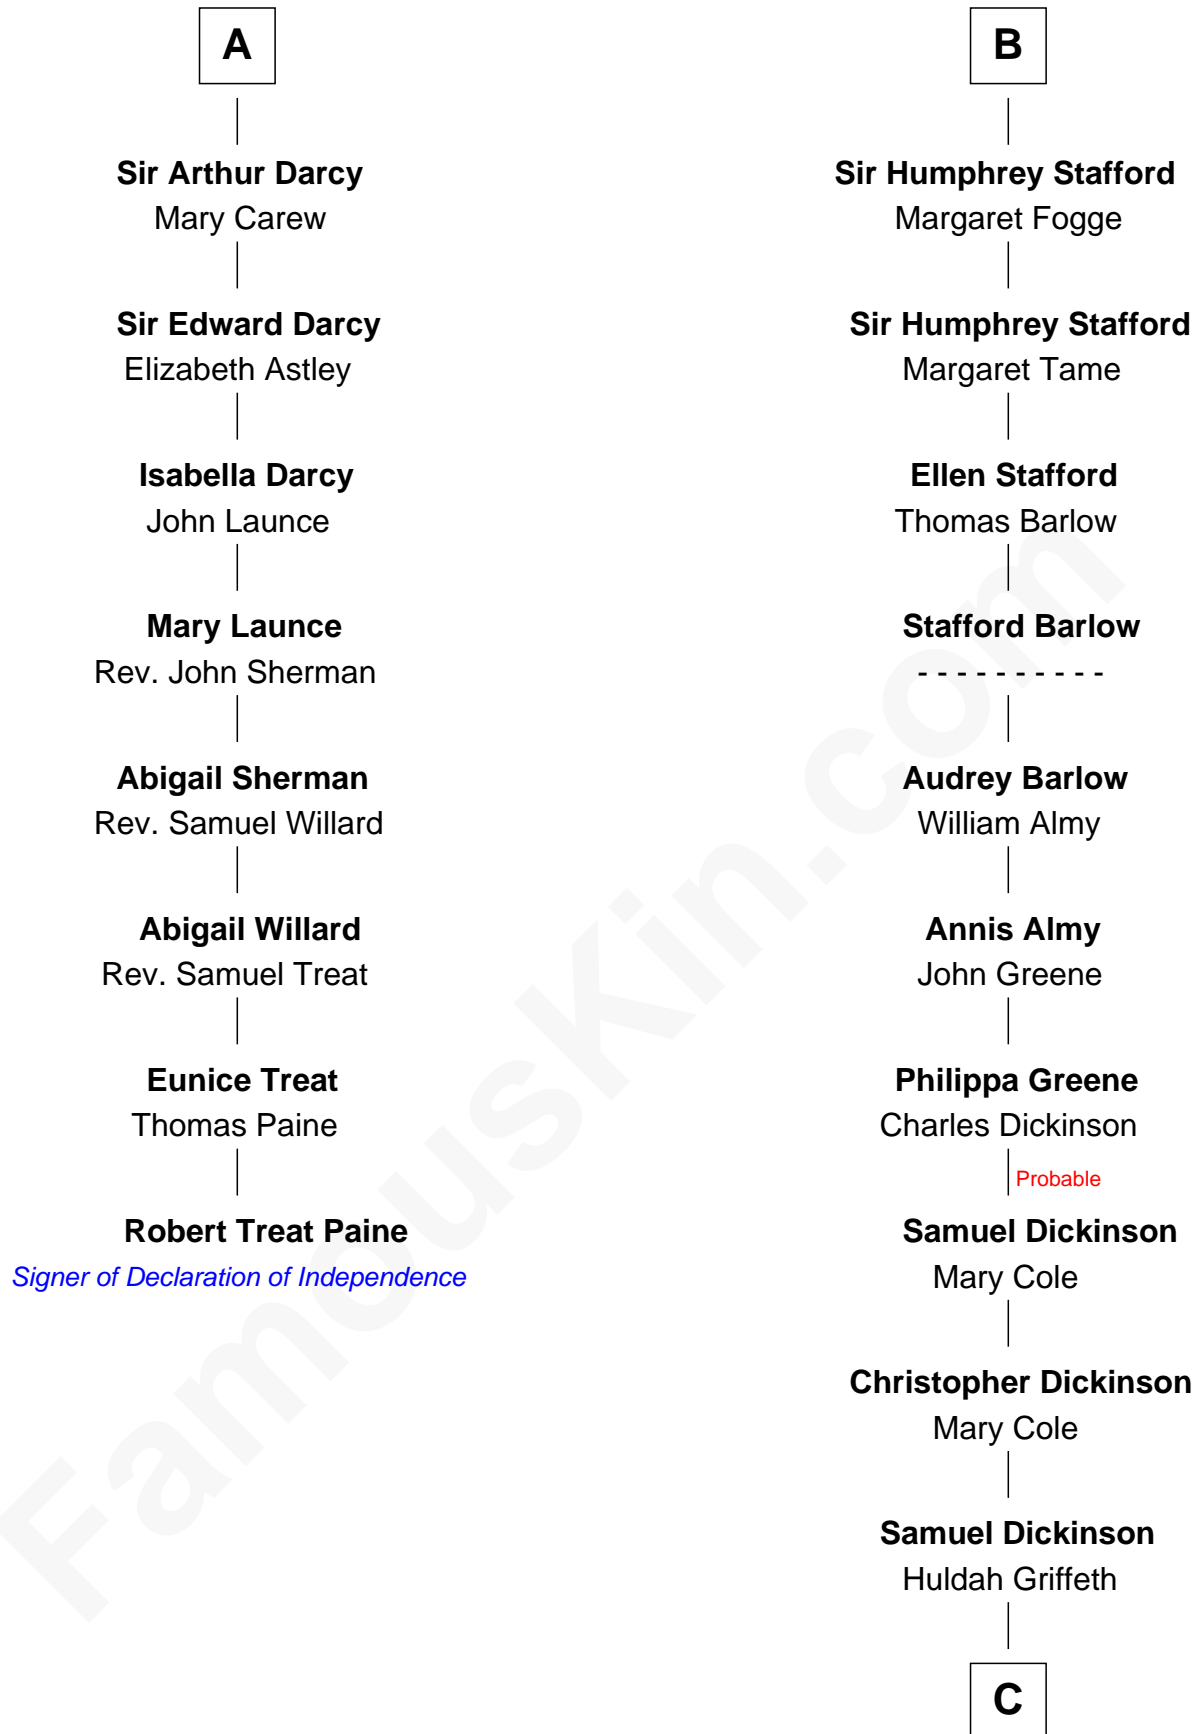 A
Sir Arthur Darcy
Mary Carew
Sir Edward Darcy
Elizabeth Astley
Isabella Darcy
John Launce
Mary Launce
Rev. John Sherman
Abigail Sherman
Rev. Samuel Willard
Abigail Willard
Rev. Samuel Treat
Eunice Treat
Thomas Paine
Robert Treat Paine
Signer of Declaration of Independence
B
Sir Humphrey Stafford
Margaret Fogge
Sir Humphrey Stafford
Margaret Tame
Ellen Stafford
Thomas Barlow
Stafford Barlow
- - - - - - - - - -
Audrey Barlow
William Almy
Annis Almy
John Greene
Philippa Greene
Charles Dickinson
Probable
Samuel Dickinson
Mary Cole
Christopher Dickinson
Mary Cole
Samuel Dickinson
Huldah Griffeth
C
FamousKin.com